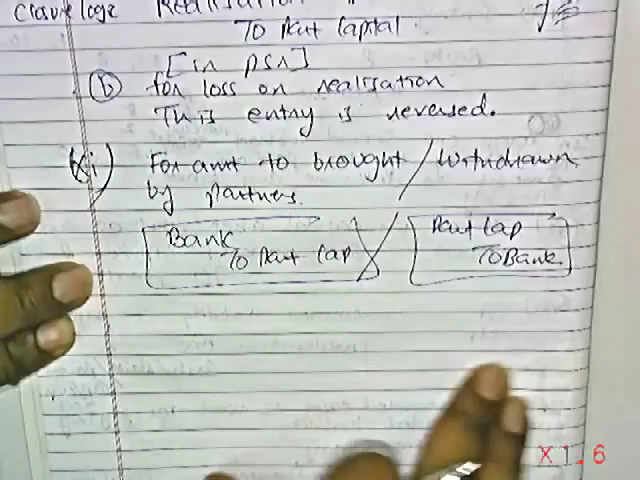 Realisation
To Part Capital
[in PSR]
(b) for loss on realisation
This entry is reversed.
(xi) For amt to brought / withdrawn
by partners.
Bank / Part Cap
To Part Cap To Bank
X1.6